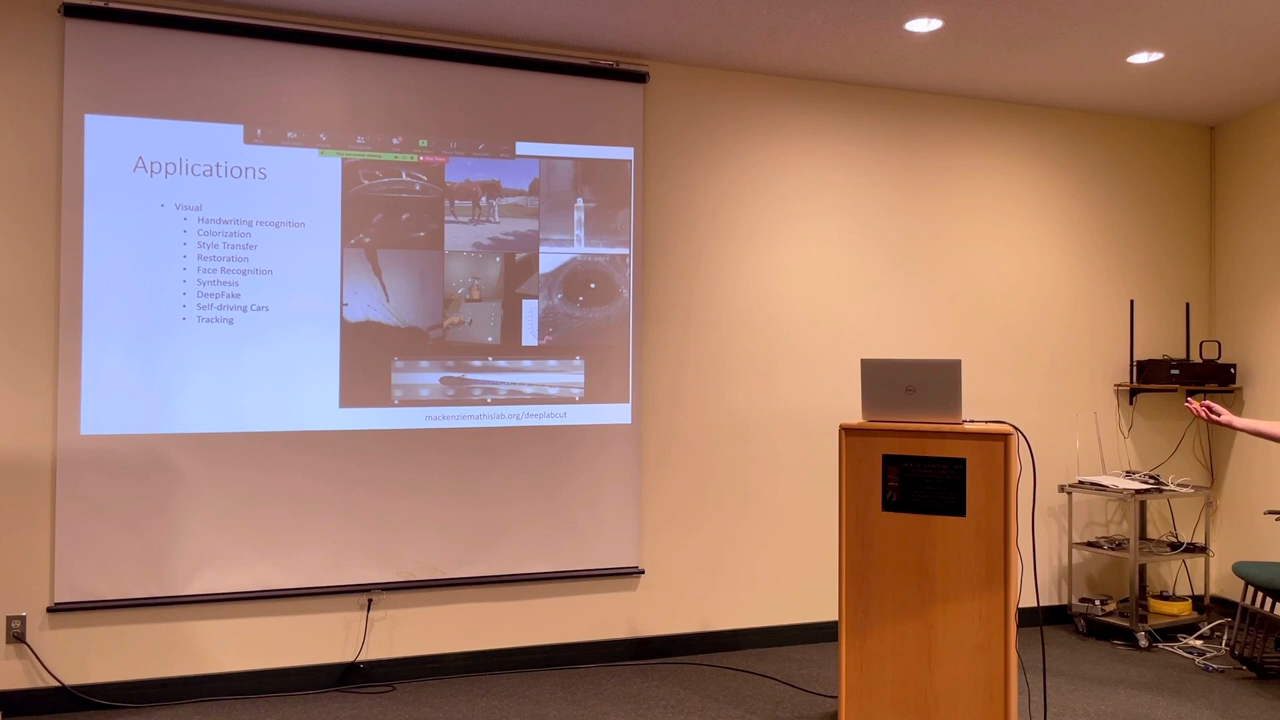 Applications
• Visual
• Handwriting recognition
• Colorization
• Style Transfer
• Restoration
• Face Recognition
• Synthesis
• DeepFake
• Self-driving Cars
• Tracking
mackenziemathislab.org/deeplabcut
DELL